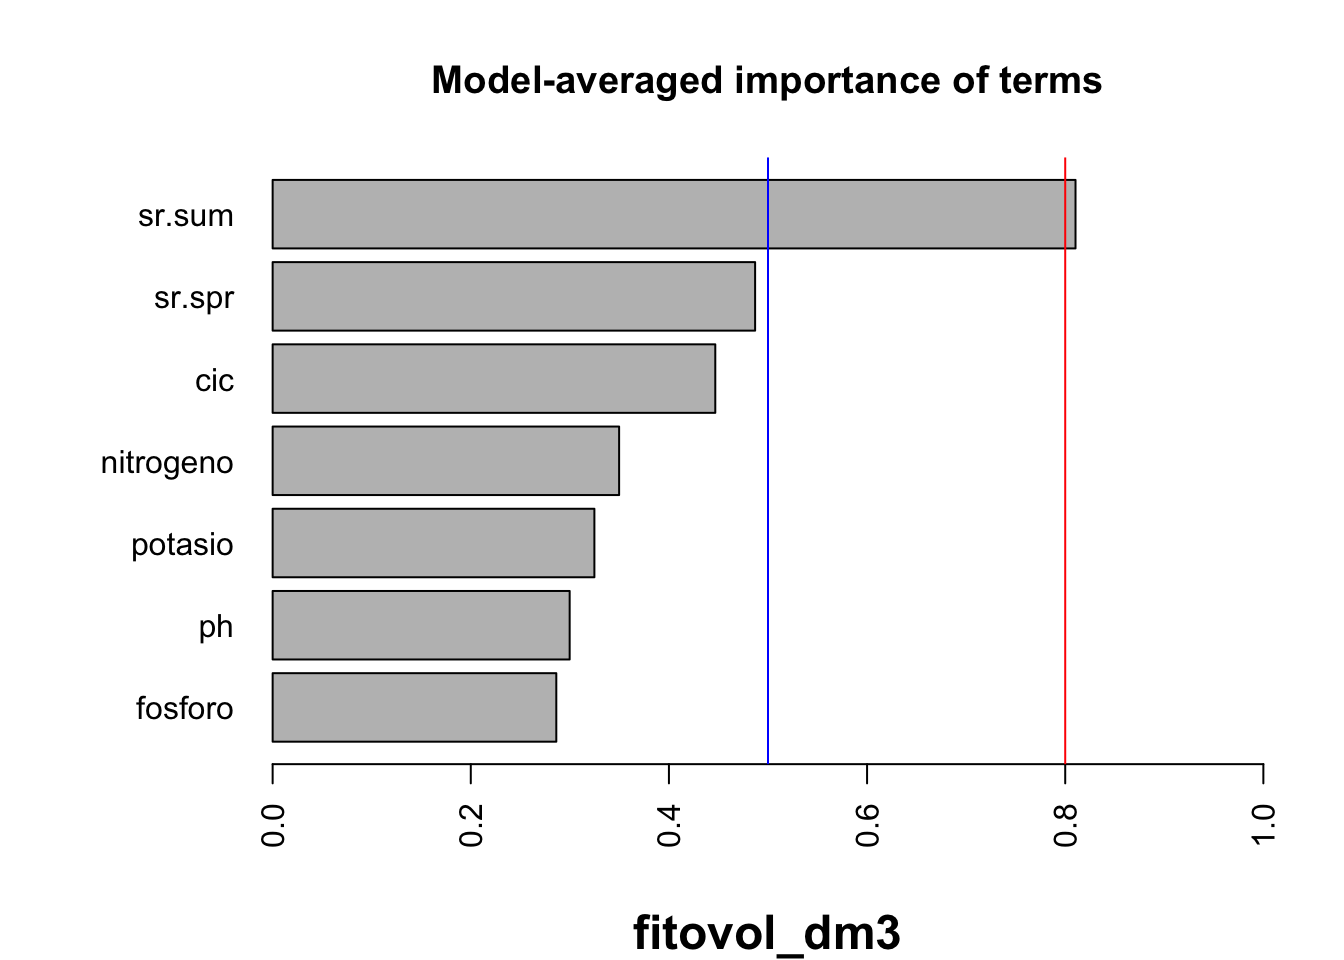 Model-averaged importance of terms
sr.sum
sr.spr
cic
nitrogeno
potasio
ph
fosforo
0.0 0.2 0.4 0.6 0.8 1.0
fitovol_dm3